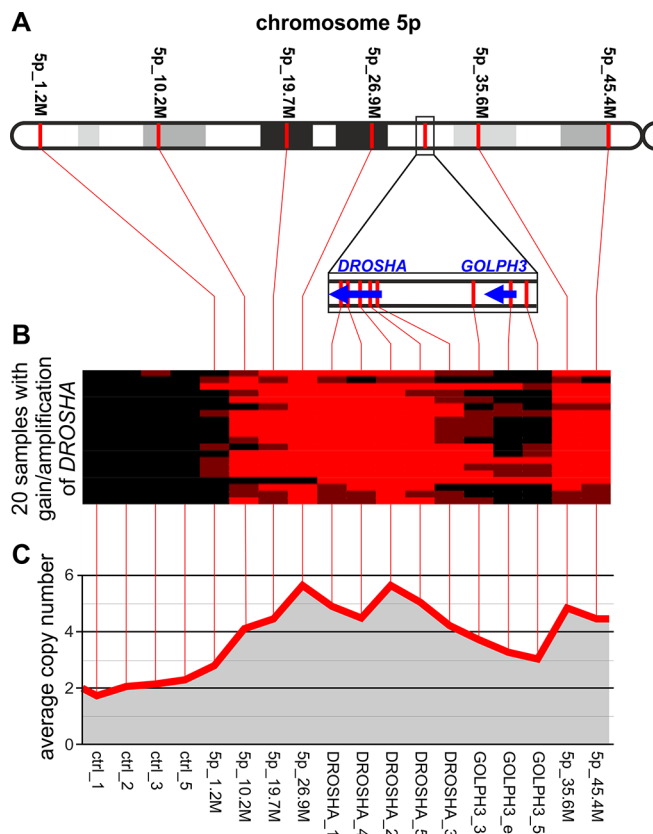 A
chromosome 5p
5p_1.2M
5p_10.2M
5p_19.7M
5p_26.9M
5p_35.6M
5p_45.4M
DROSHA
GOLPH3
B
20 samples with
gain/amplification
of DROSHA
C
average copy number
6
4
2
0
ctrl_1
ctrl_2
ctrl_3
ctrl_5
5p_1.2M
5p_10.2M
5p_19.7M
5p_26.9M
DROSHA_1
DROSHA_4
DROSHA_2
DROSHA_5
DROSHA_3
GOLPH3_3
GOLPH3_e
GOLPH3_5
5p_35.6M
5p_45.4M